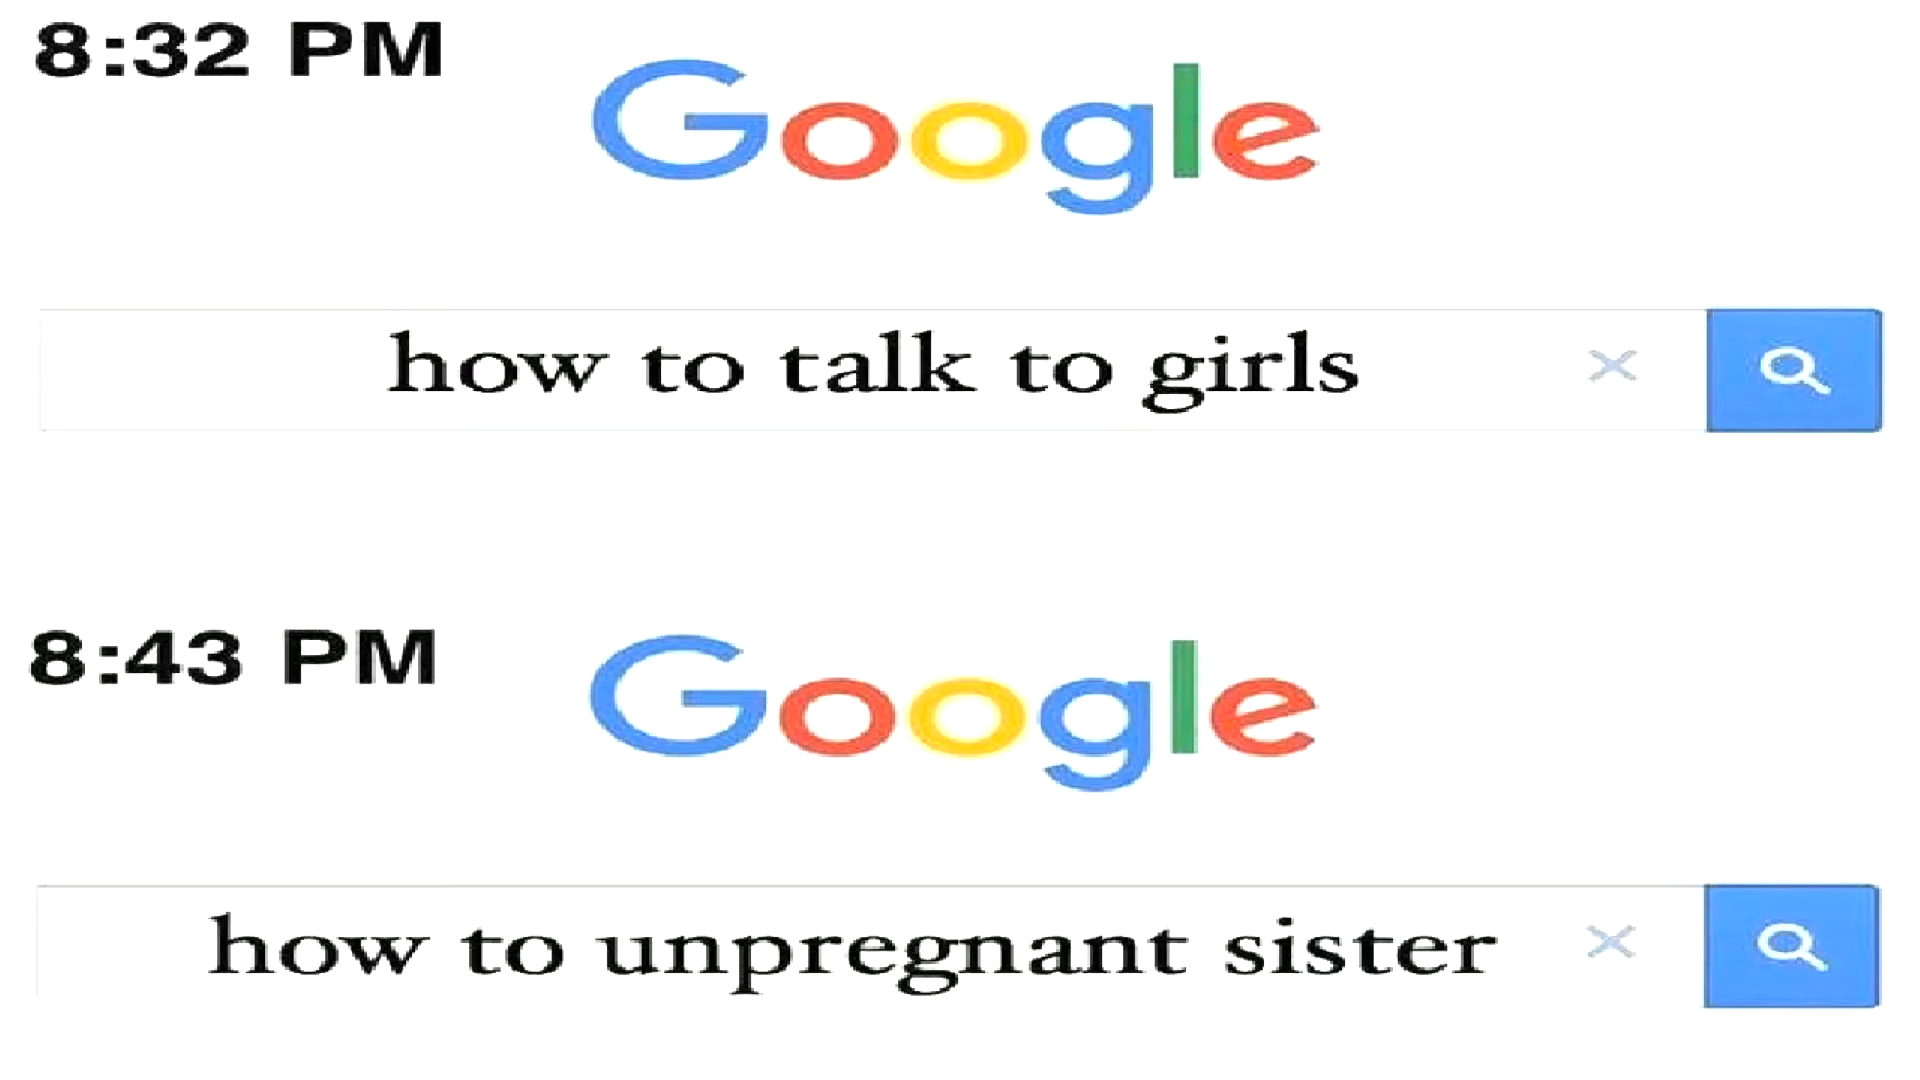 8:32 PM
Google
how to talk to girls
8:43 PM
Google
how to unpregnant sister